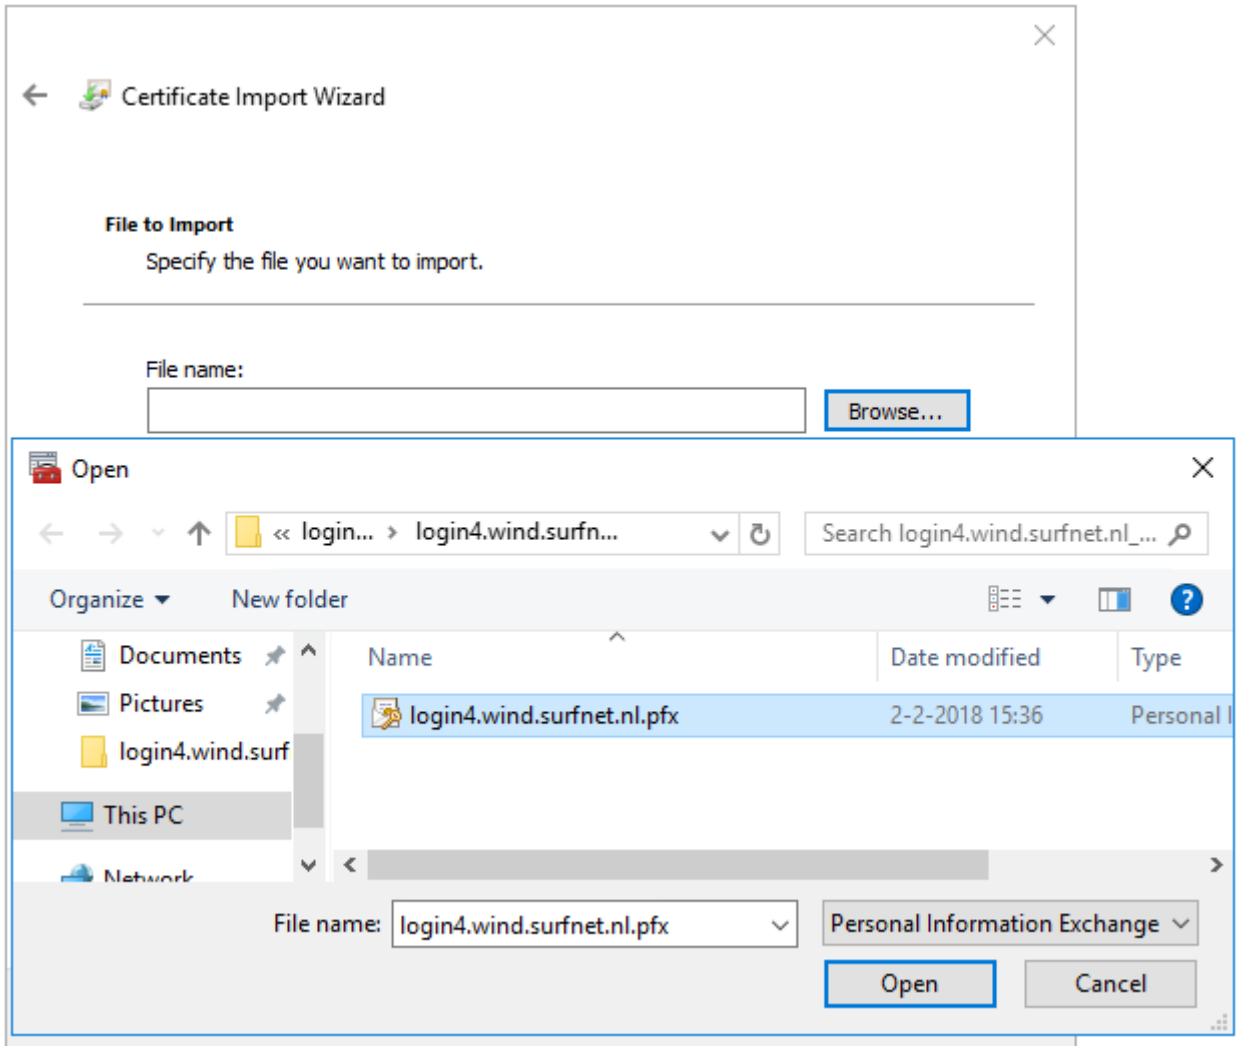 Certificate Import Wizard
File to Import
Specify the file you want to import.
File name:
Browse...
Open
« login... › login4.wind.surfn...
Search login4.wind.surfnet.nl_...
Organize
New folder
Documents
Pictures
login4.wind.surf
This PC
Network
Name
Date modified
Type
login4.wind.surfnet.nl.pfx
2-2-2018 15:36
Personal I
File name:
login4.wind.surfnet.nl.pfx
Personal Information Exchange
Open
Cancel